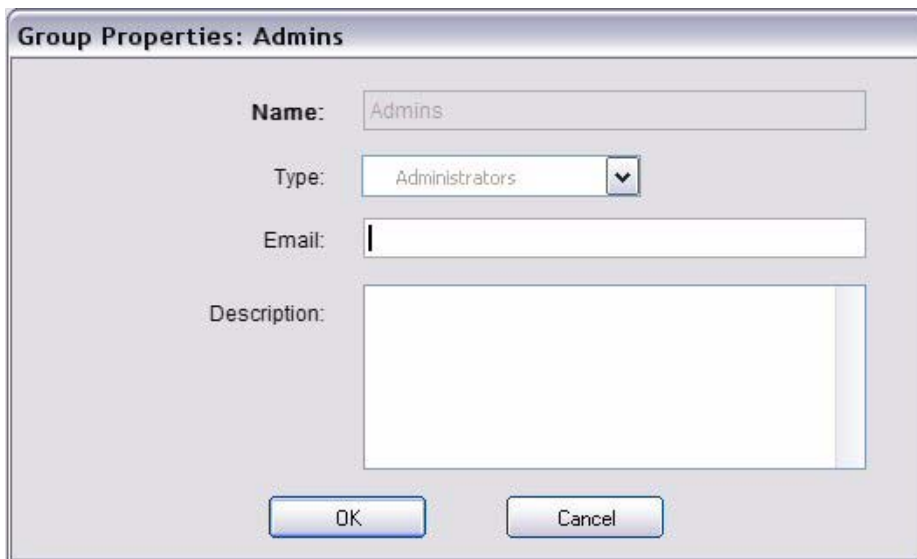 Group Properties: Admins
Name: Admins
Type: Administrators
Email:
Description:
OK Cancel